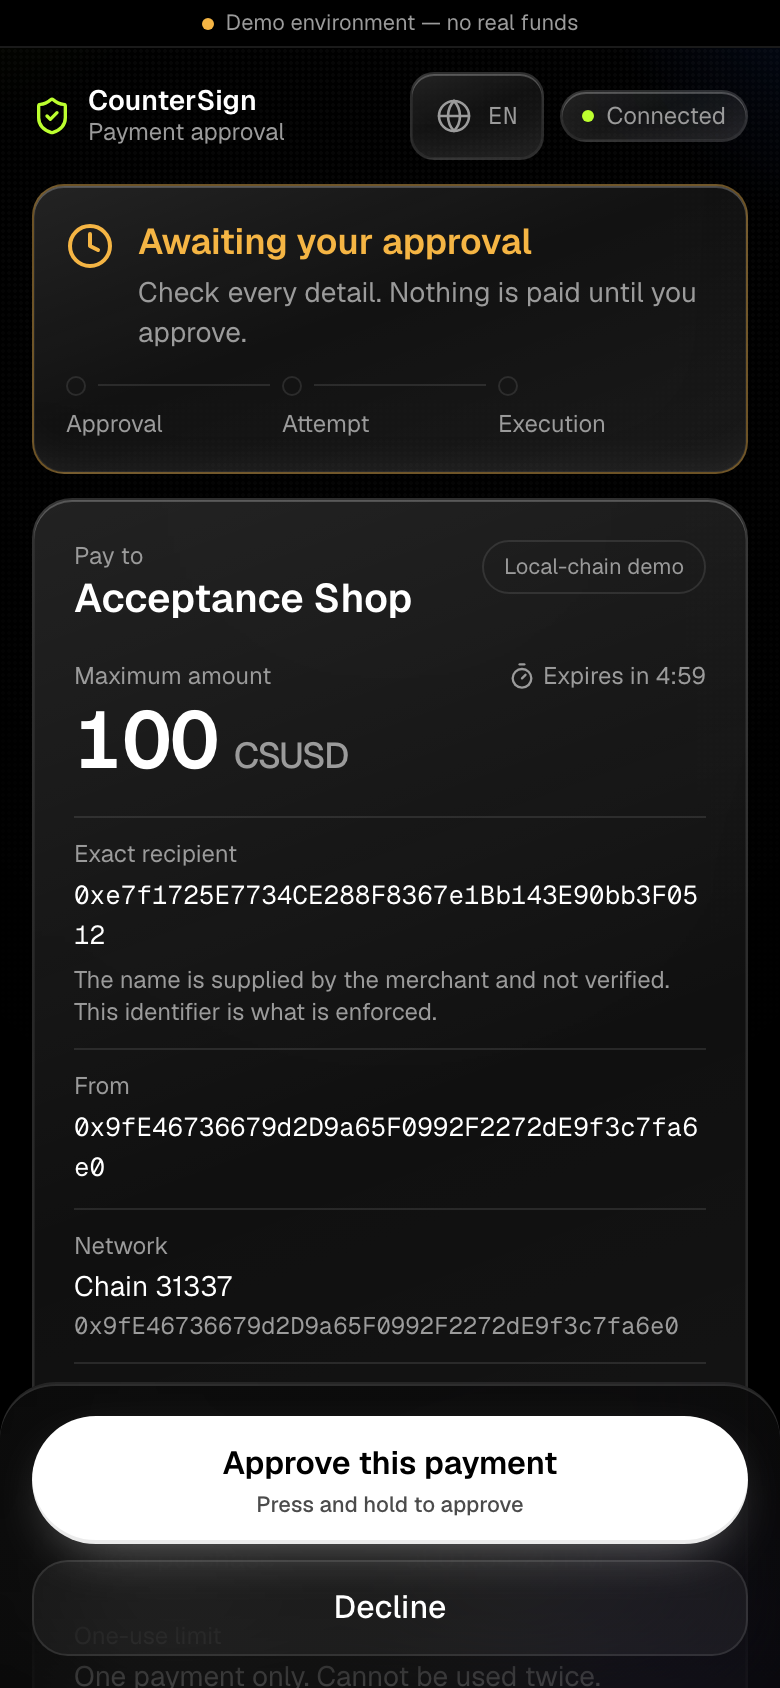 Demo environment — no real funds
CounterSign
Payment approval
EN
Connected
Awaiting your approval
Check every detail. Nothing is paid until you
approve.
Approval
Attempt
Execution
Pay to
Local-chain demo
Acceptance Shop
Maximum amount
Expires in 4:59
100 CSUSD
Exact recipient
0xe7f1725E7734CE288F8367e1Bb143E90bb3F05
12
The name is supplied by the merchant and not verified.
This identifier is what is enforced.
From
0x9fE46736679d2D9a65F0992F2272dE9f3c7fa6
e0
Network
Chain 31337
0x9fE46736679d2D9a65F0992F2272dE9f3c7fa6e0
Approve this payment
Press and hold to approve
Decline
One-use limit
One payment only. Cannot be used twice.